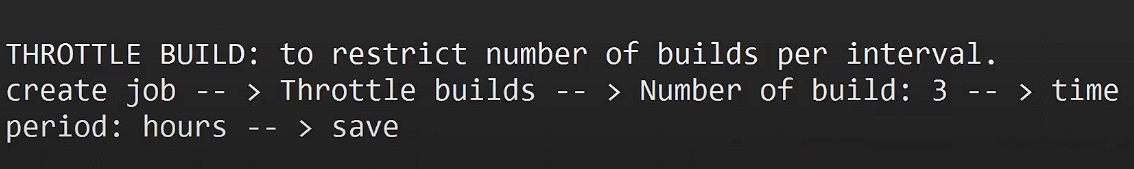 THROTTLE BUILD: to restrict number of builds per interval.
create job -- > Throttle builds -- > Number of build: 3 -- > time
period: hours -- > save